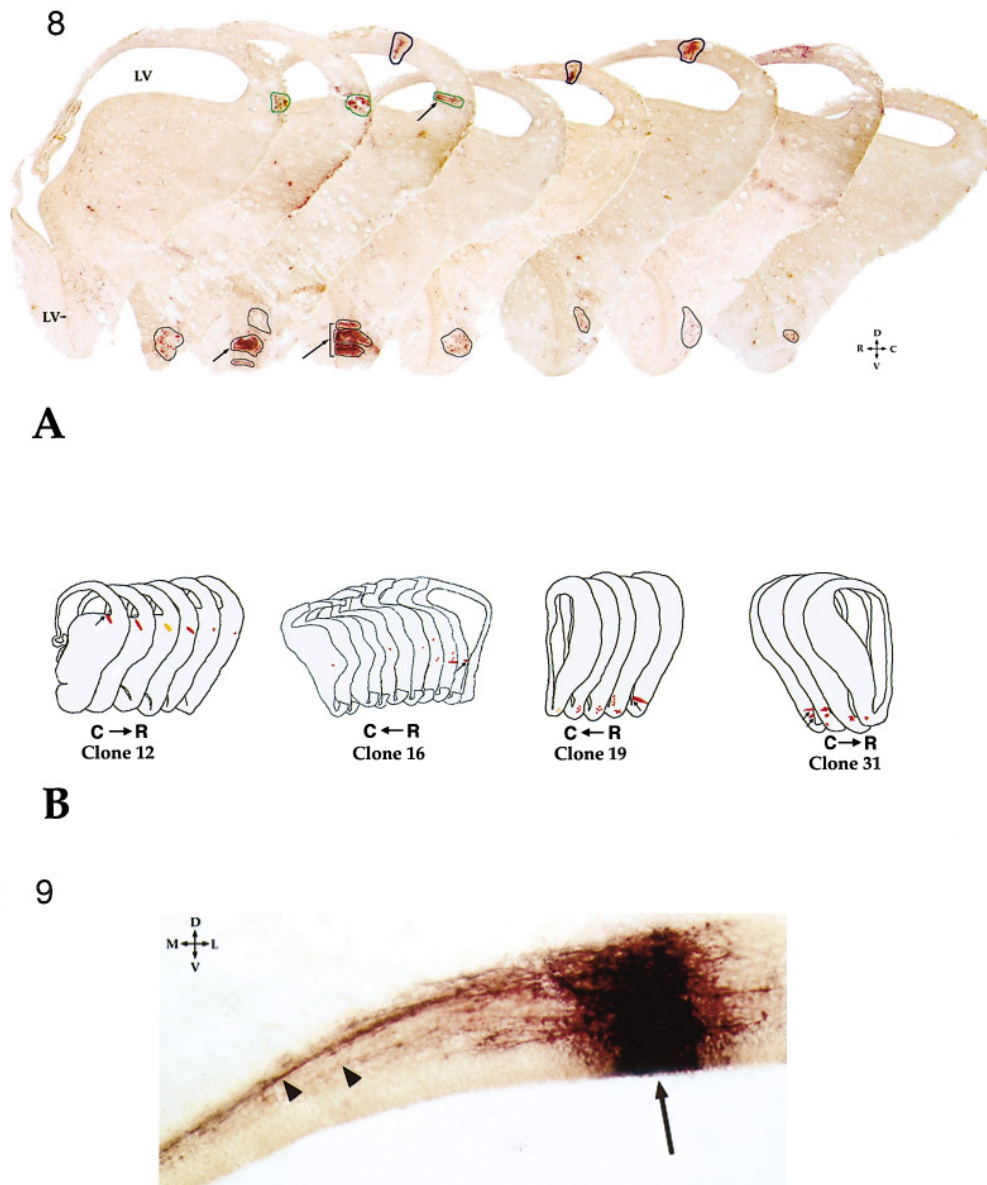 8
LV
LV
D
R C
V
A
C → R
Clone 12
C ← R
Clone 16
C ← R
Clone 19
C → R
Clone 31
B
9
D
M L
V